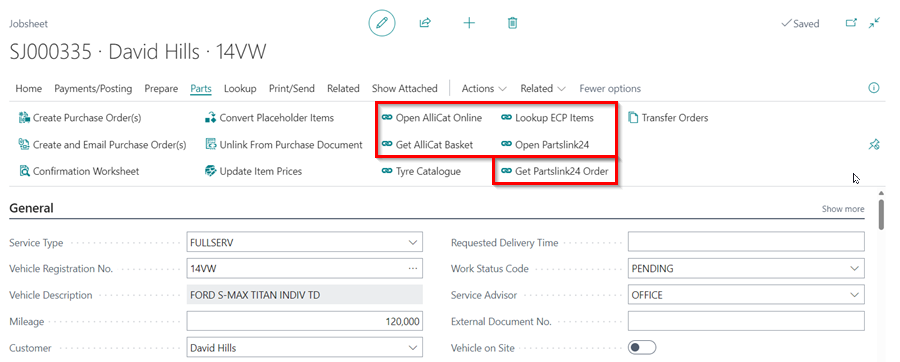 Jobsheet
Saved
SJ000335 · David Hills · 14VW
Home Payments/Posting Prepare Parts Lookup Print/Send Related Show Attached Actions Related Fewer options
Create Purchase Order(s) Convert Placeholder Items Open AlliCat Online Lookup ECP Items Transfer Orders
Create and Email Purchase Order(s) Unlink From Purchase Document Get AlliCat Basket Open Partslink24
Confirmation Worksheet Update Item Prices Tyre Catalogue Get Partslink24 Order
General Show more
Service Type FULLSERV Requested Delivery Time
Vehicle Registration No. 14VW Work Status Code PENDING
Vehicle Description FORD S-MAX TITAN INDIV TD Service Advisor OFFICE
Mileage 120,000 External Document No.
Customer David Hills Vehicle on Site